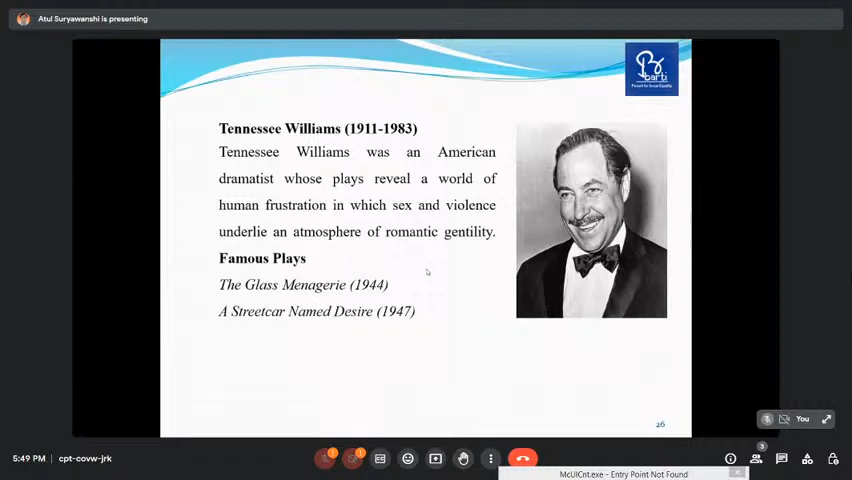 Atul Suryawanshi is presenting
barti
Tennessee Williams (1911-1983)
Tennessee Williams was an American
dramatist whose plays reveal a world of
human frustration in which sex and violence
underlie an atmosphere of romantic gentility.
Famous Plays
The Glass Menagerie (1944)
A Streetcar Named Desire (1947)
26
You
3
5:49 PM
cpt-covw-jrk
McUICnt.exe - Entry Point Not Found